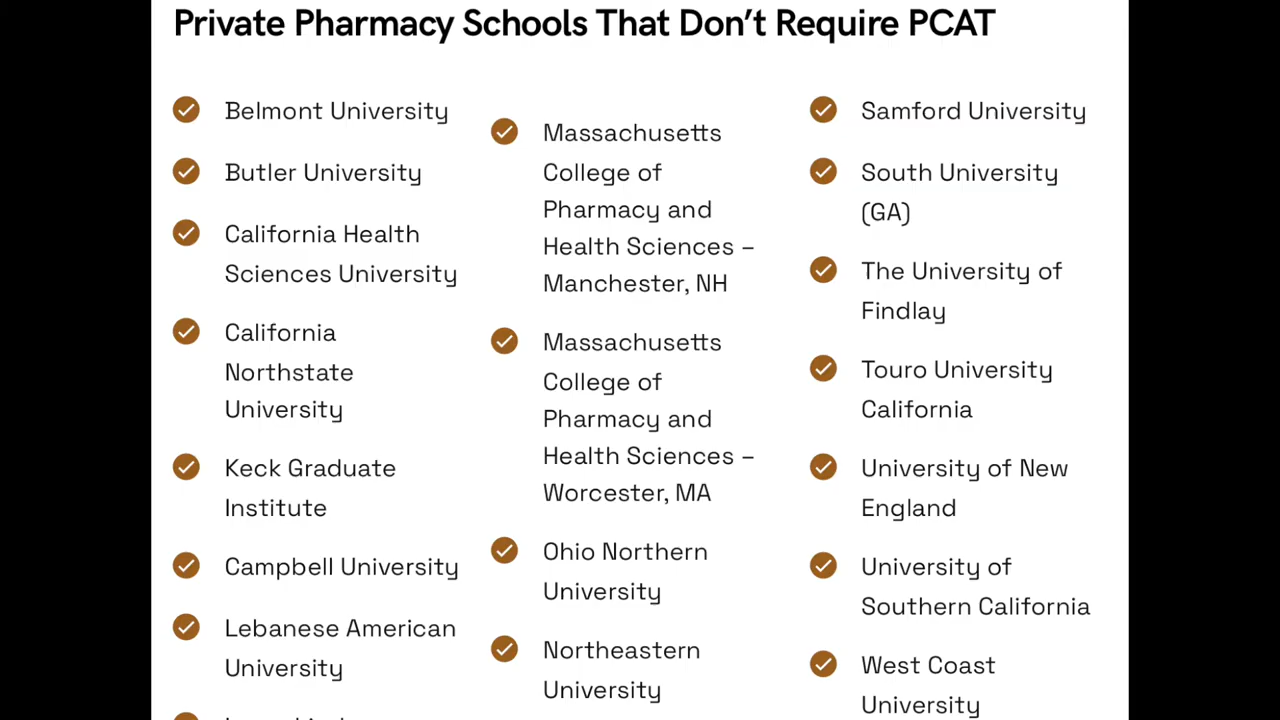 Private Pharmacy Schools That Don’t Require PCAT
Belmont University
Butler University
California Health
Sciences University
California
Northstate
University
Keck Graduate
Institute
Campbell University
Lebanese American
University
Massachusetts
College of
Pharmacy and
Health Sciences –
Manchester, NH
Massachusetts
College of
Pharmacy and
Health Sciences –
Worcester, MA
Ohio Northern
University
Northeastern
University
Samford University
South University
(GA)
The University of
Findlay
Touro University
California
University of New
England
University of
Southern California
West Coast
University